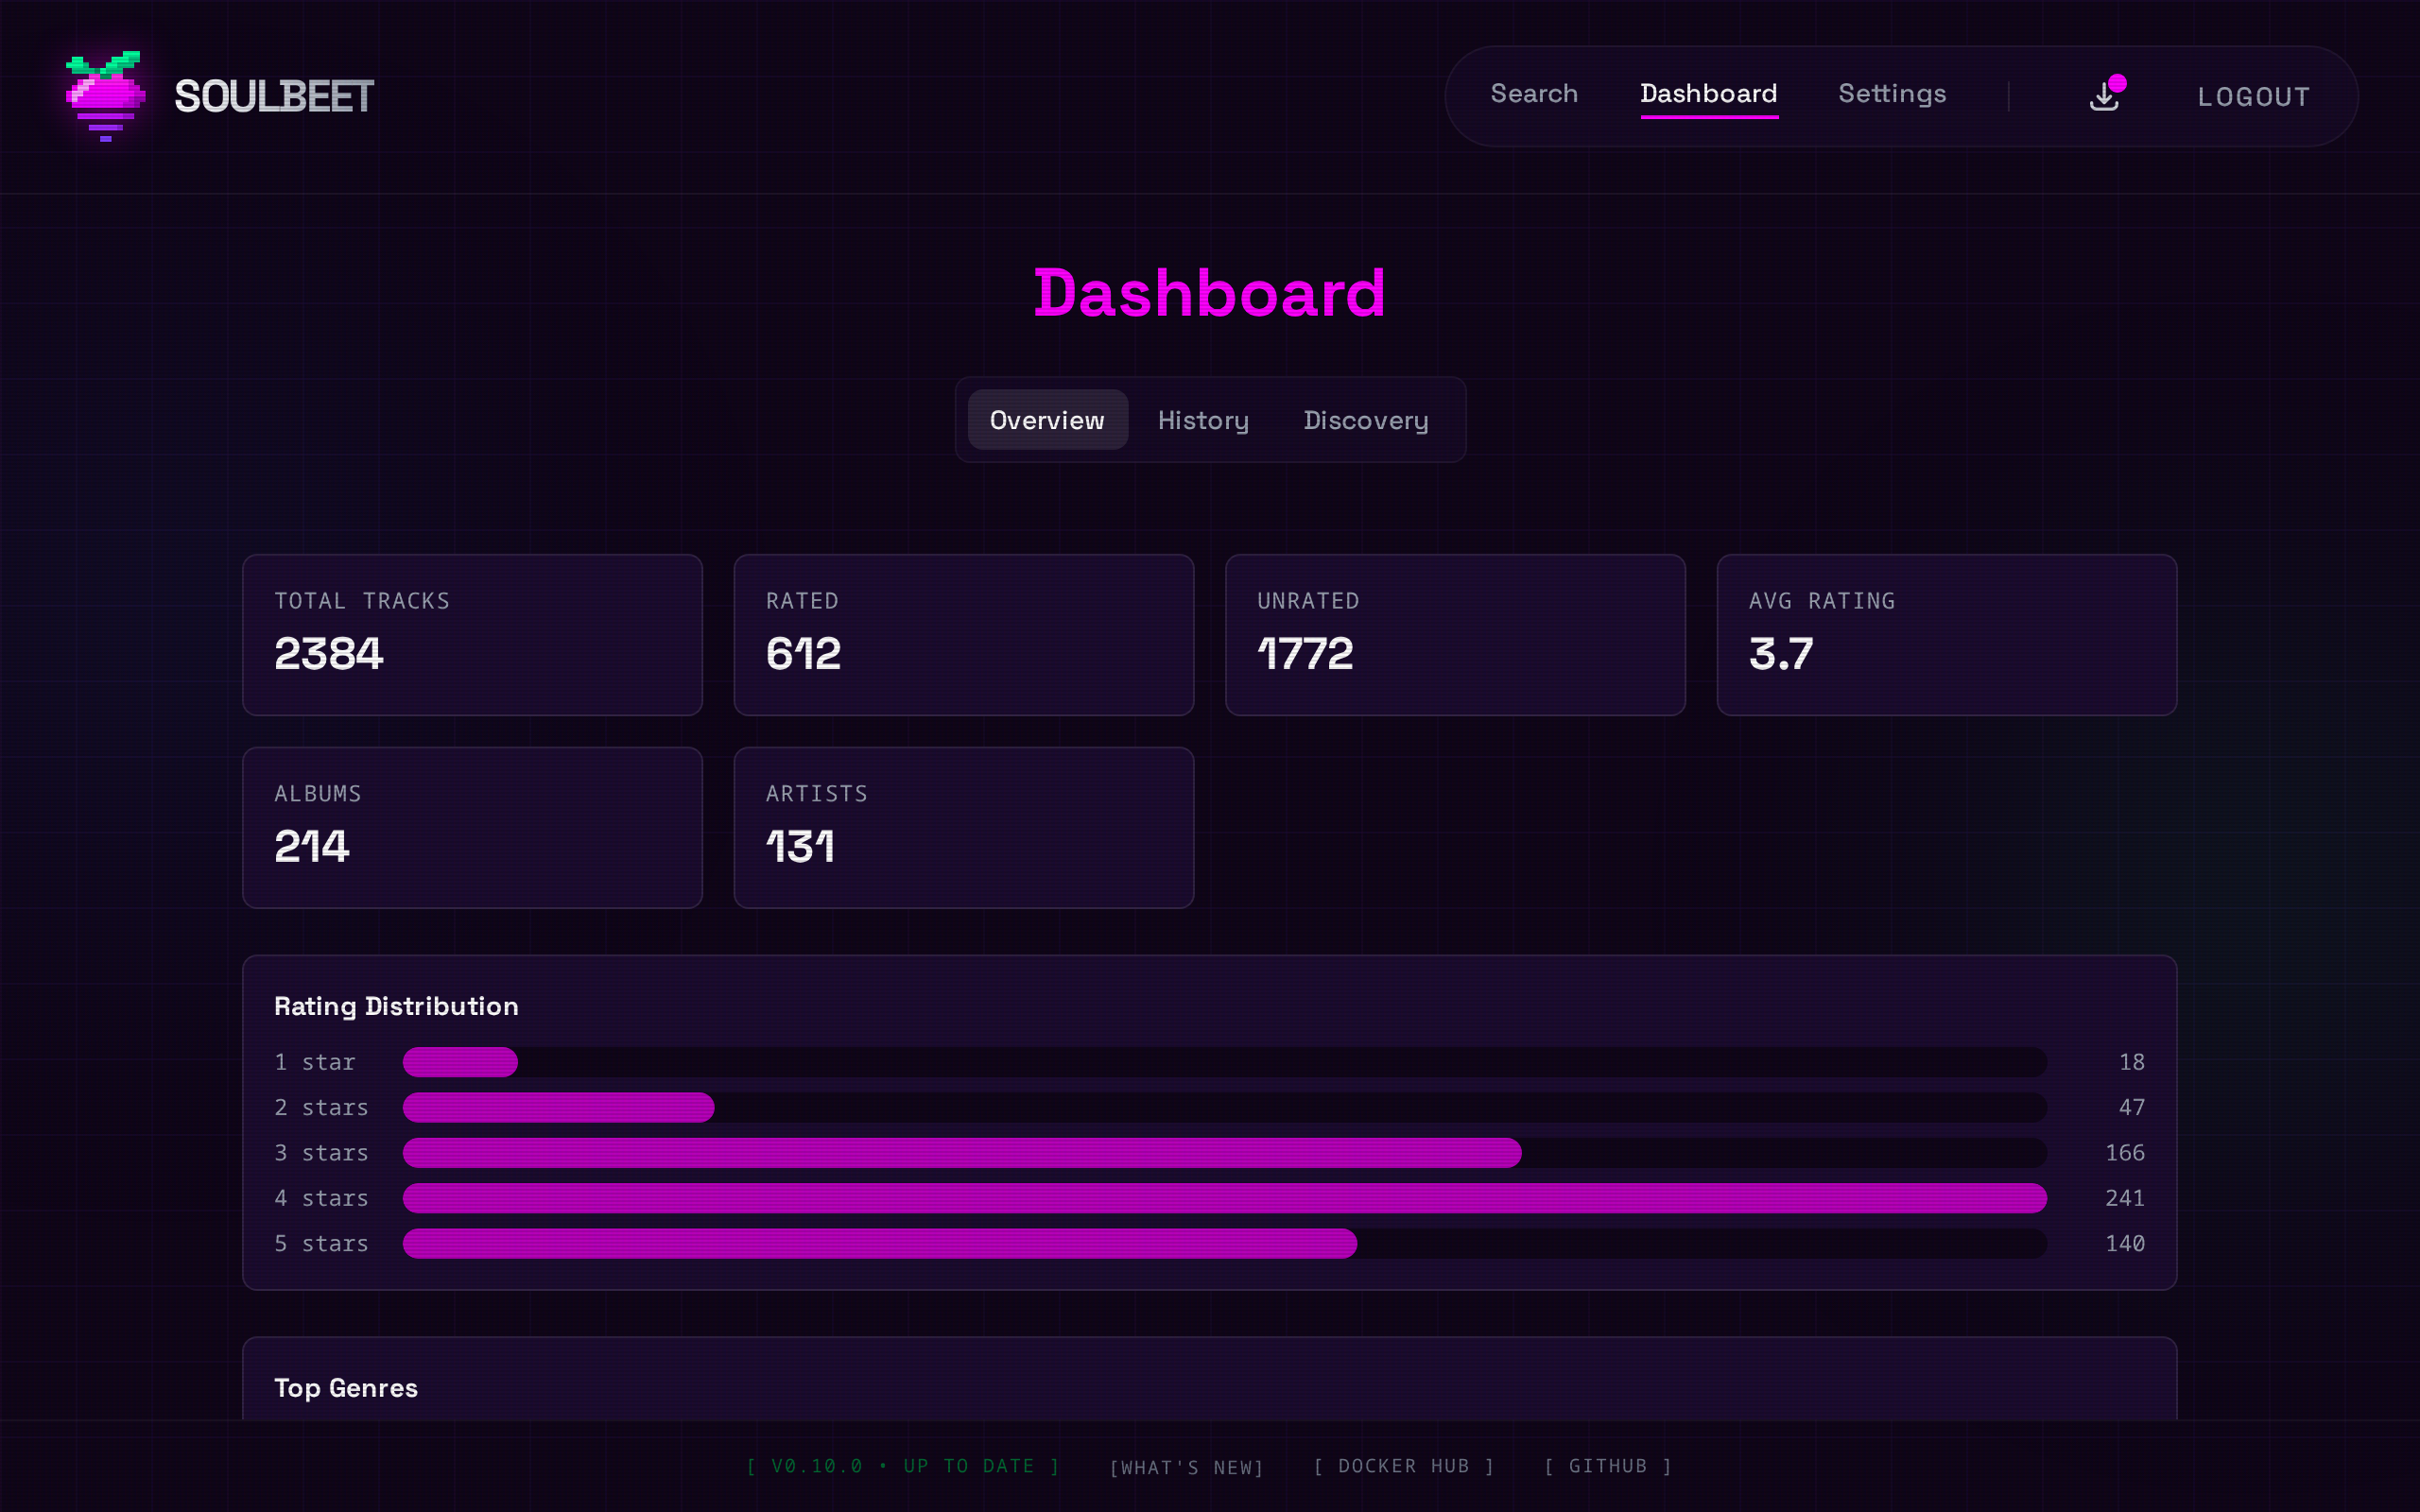 SOULBEET
Search Dashboard Settings LOGOUT
Dashboard
Overview History Discovery
TOTAL TRACKS RATED UNRATED AVG RATING
2384 612 1772 3.7
ALBUMS ARTISTS
214 131
Rating Distribution
1 star 18
2 stars 47
3 stars 166
4 stars 241
5 stars 140
Top Genres
[ V0.10.0 • UP TO DATE ] [WHAT'S NEW] [ DOCKER HUB ] [ GITHUB ]